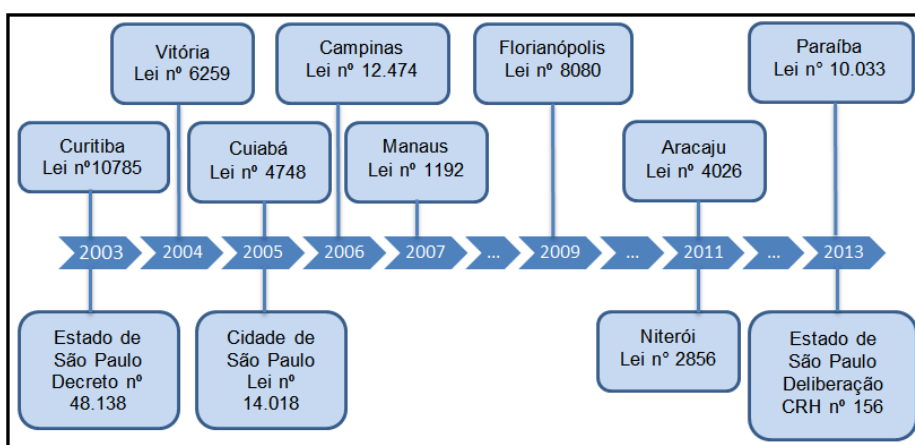 Vitória
Lei nº 6259
Campinas
Lei nº 12.474
Florianópolis
Lei nº 8080
Paraíba
Lei n° 10.033
Curitiba
Lei nº10785
Cuiabá
Lei nº 4748
Manaus
Lei nº 1192
Aracaju
Lei nº 4026
2003
2004
2005
2006
2007
...
2009
...
2011
...
2013
Estado de
São Paulo
Decreto nº
48.138
Cidade de
São Paulo
Lei nº
14.018
Niterói
Lei n° 2856
Estado de
São Paulo
Deliberação
CRH nº 156